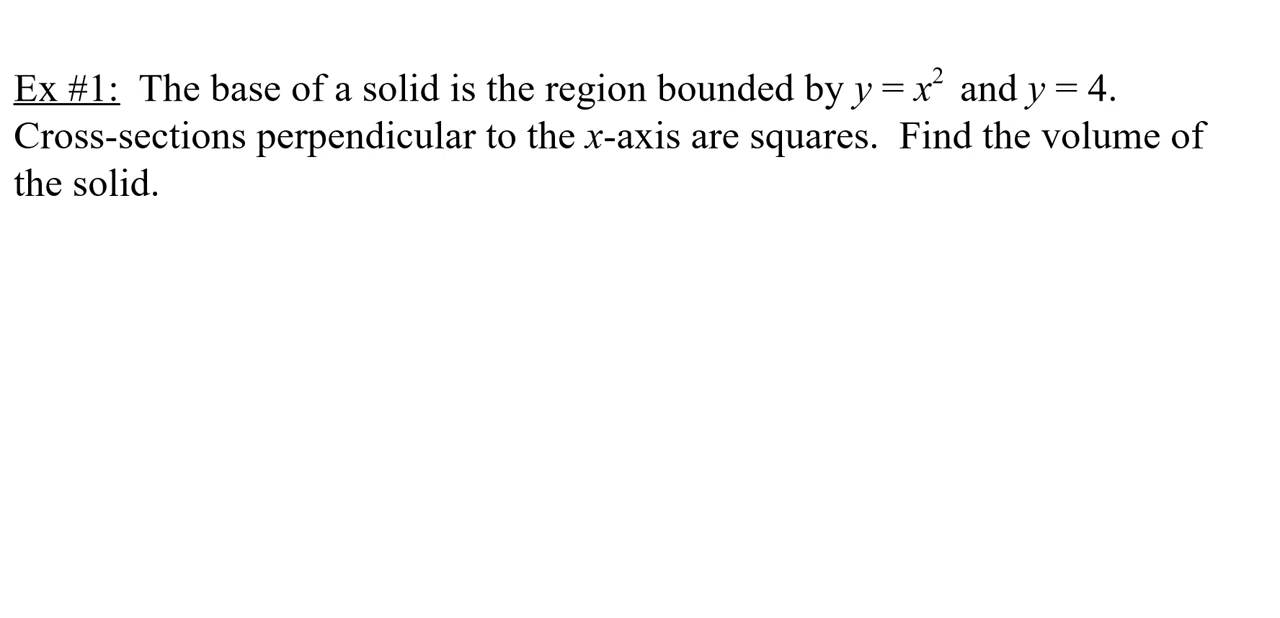 Ex #1:  The base of a solid is the region bounded by y = x² and y = 4.
Cross-sections perpendicular to the x-axis are squares.  Find the volume of
the solid.